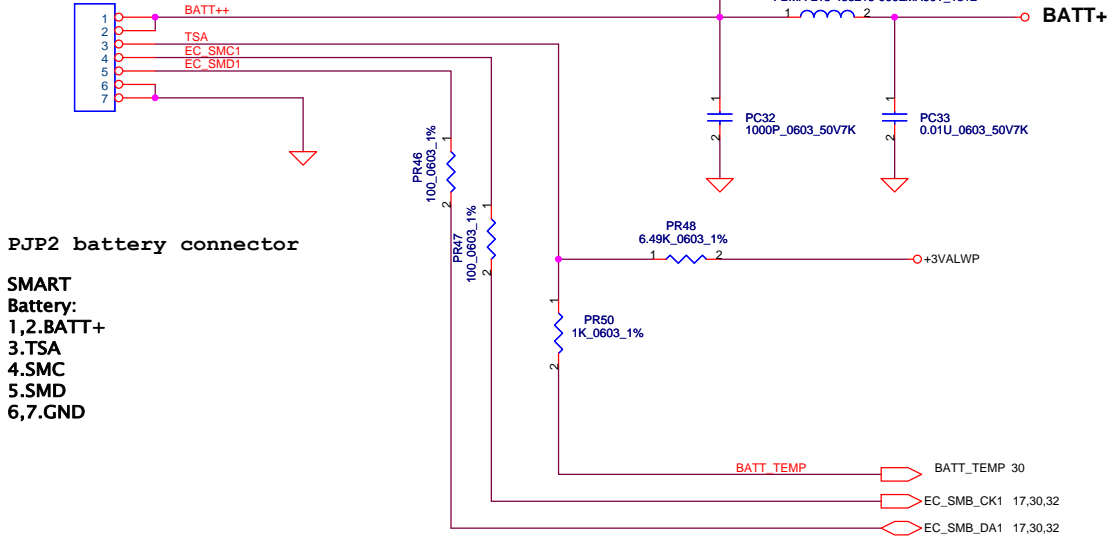 BATT++
TSA
EC_SMC1
EC_SMD1
1
2
3
4
5
6
7
1
2
BATT+
1
PC32
1000P_0603_50V7K
2
1
PC33
0.01U_0603_50V7K
2
1
PR46
100_0603_1%
2
1
PR47
100_0603_1%
2
PR48
6.49K_0603_1%
1
2
+3VALWP
1
PR50
1K_0603_1%
2
PJP2 battery connector
SMART
Battery:
1,2.BATT+
3.TSA
4.SMC
5.SMD
6,7.GND
BATT_TEMP
BATT_TEMP 30
EC_SMB_CK1 17,30,32
EC_SMB_DA1 17,30,32